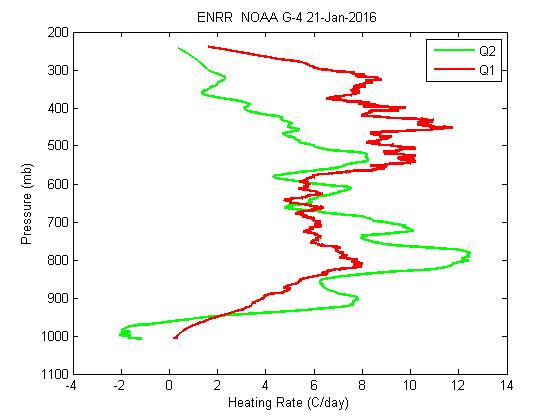 ENRR  NOAA G-4 21-Jan-2016
200
300
400
500
600
700
800
900
1000
1100
Pressure (mb)
Q2
Q1
-4 -2 0 2 4 6 8 10 12 14
Heating Rate (C/day)